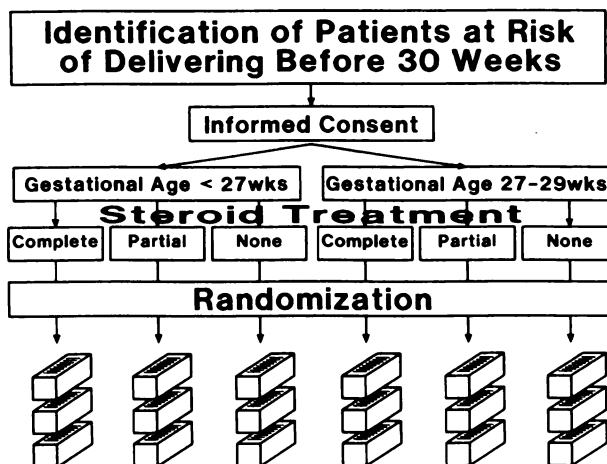 Identification of Patients at Risk
of Delivering Before 30 Weeks
Informed Consent
Gestational Age < 27wks
Gestational Age 27-29wks
Steroid Treatment
Complete
Partial
None
Complete
Partial
None
Randomization